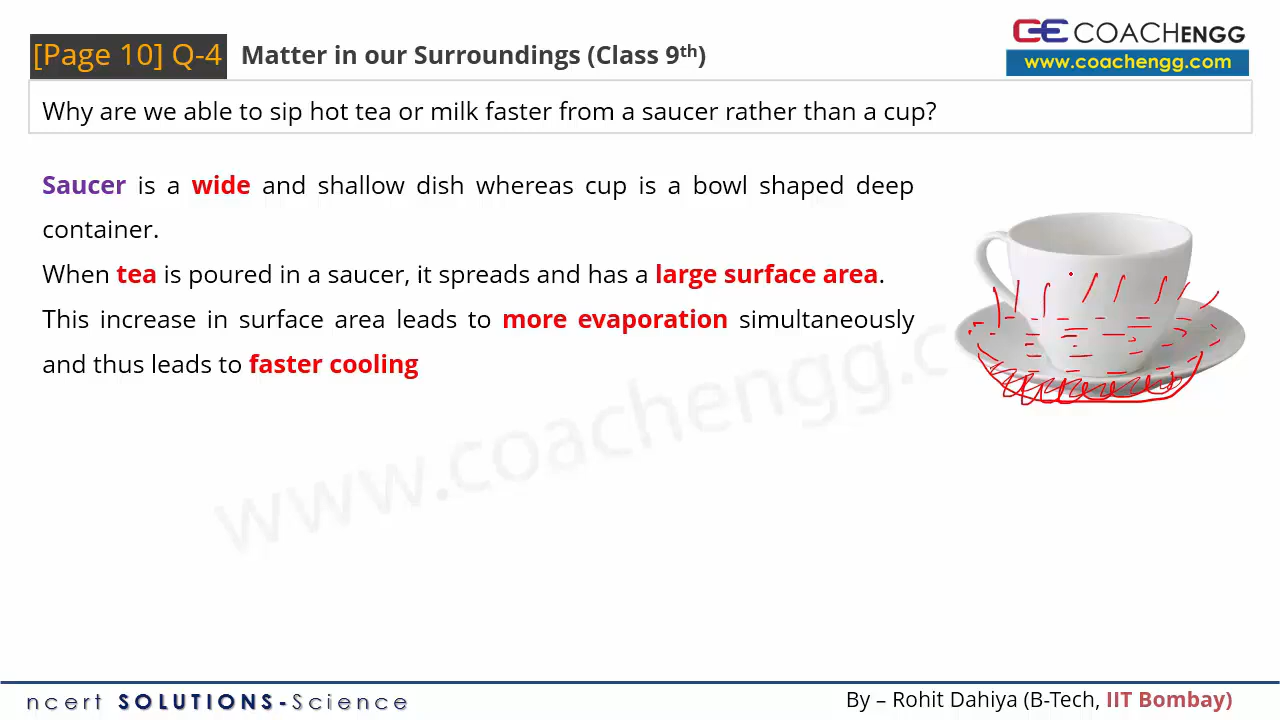 [Page 10] Q-4 Matter in our Surroundings (Class 9th)
GE COACHENGG
www.coachengg.com
Why are we able to sip hot tea or milk faster from a saucer rather than a cup?
Saucer is a wide and shallow dish whereas cup is a bowl shaped deep
container.
When tea is poured in a saucer, it spreads and has a large surface area.
This increase in surface area leads to more evaporation simultaneously
and thus leads to faster cooling
www.coachengg.c
ncert SOLUTIONS-Science
By – Rohit Dahiya (B-Tech, IIT Bombay)